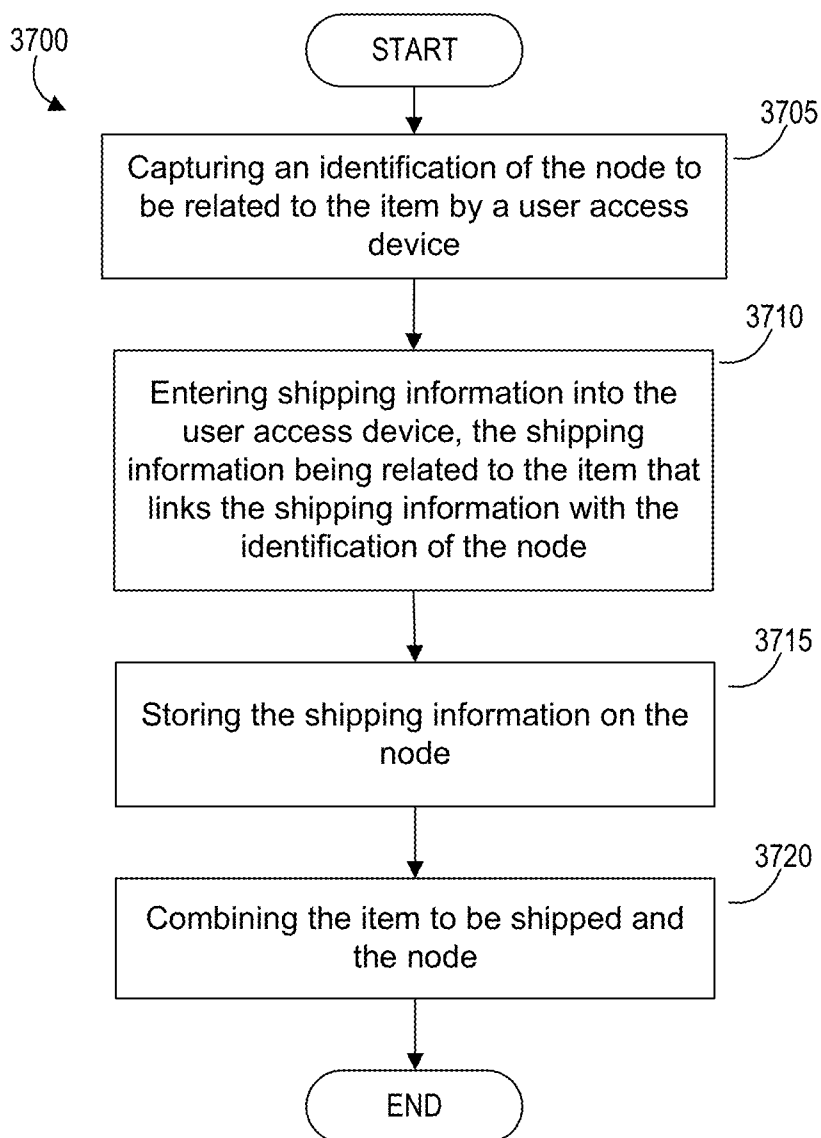 3700
START
3705
Capturing an identification of the node to
be related to the item by a user access
device
3710
Entering shipping information into the
user access device, the shipping
information being related to the item that
links the shipping information with the
identification of the node
3715
Storing the shipping information on the
node
3720
Combining the item to be shipped and
the node
END